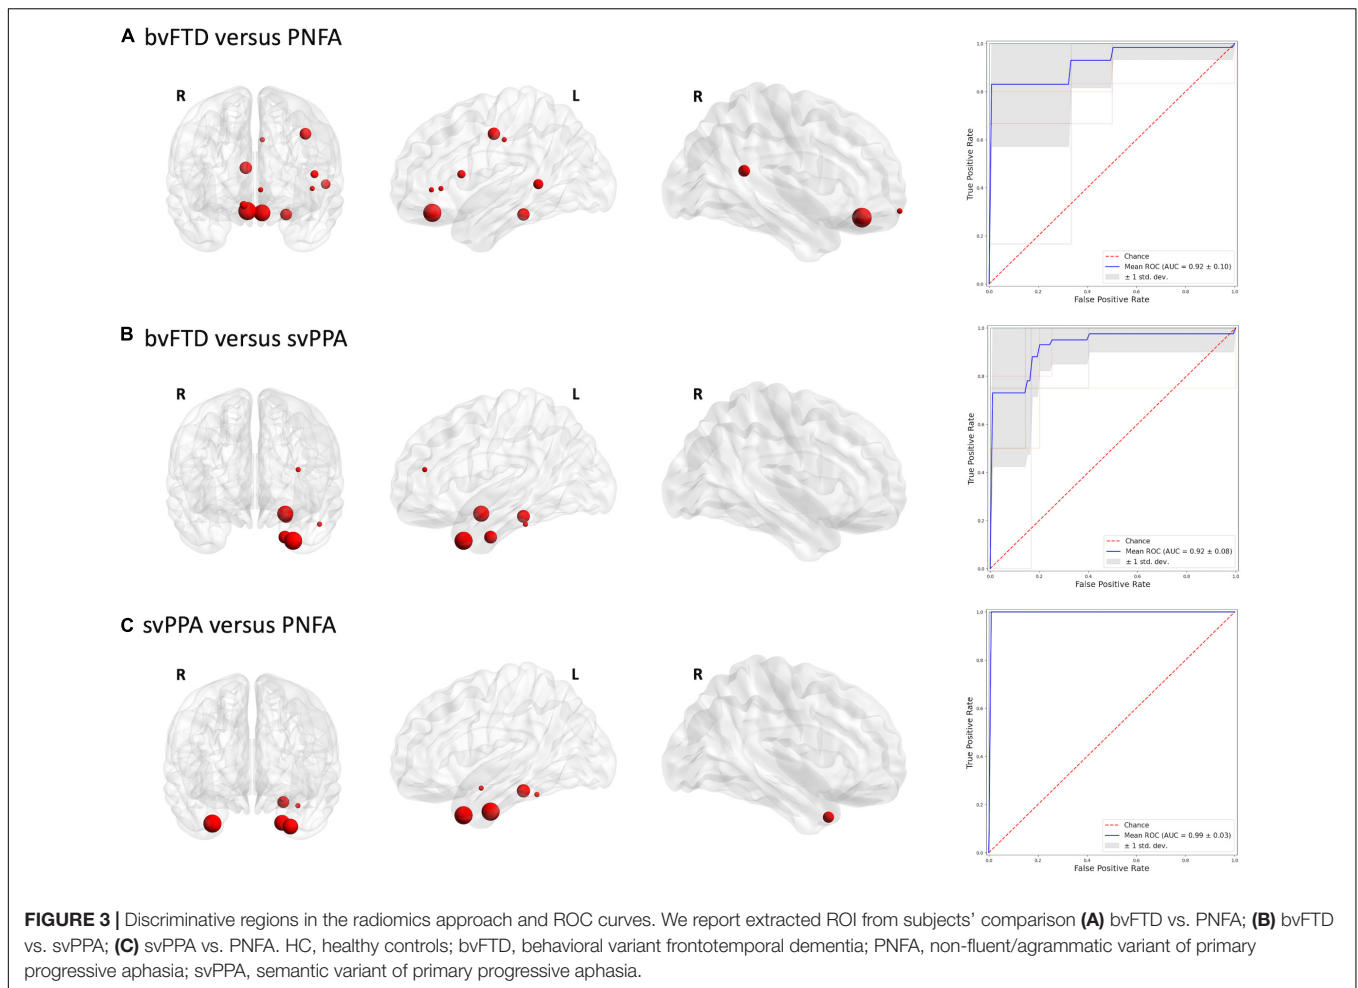 A bvFTD versus PNFA
R
L
R
True Positive Rate
1.0
0.8
0.6
0.4
0.2
0.0
Chance
Mean ROC (AUC = 0.92 ± 0.10)
± 1 std. dev.
0.0 0.2 0.4 0.6 0.8 1.0
False Positive Rate
B bvFTD versus svPPA
R
L
R
True Positive Rate
1.0
0.8
0.6
0.4
0.2
0.0
Chance
Mean ROC (AUC = 0.92 ± 0.08)
± 1 std. dev.
0.0 0.2 0.4 0.6 0.8 1.0
False Positive Rate
C svPPA versus PNFA
R
L
R
True Positive Rate
1.0
0.8
0.6
0.4
0.2
0.0
Chance
Mean ROC (AUC = 0.99 ± 0.03)
± 1 std. dev.
0.0 0.2 0.4 0.6 0.8 1.0
False Positive Rate
FIGURE 3 | Discriminative regions in the radiomics approach and ROC curves. We report extracted ROI from subjects' comparison (A) bvFTD vs. PNFA; (B) bvFTD
vs. svPPA; (C) svPPA vs. PNFA. HC, healthy controls; bvFTD, behavioral variant frontotemporal dementia; PNFA, non-fluent/agrammatic variant of primary
progressive aphasia; svPPA, semantic variant of primary progressive aphasia.